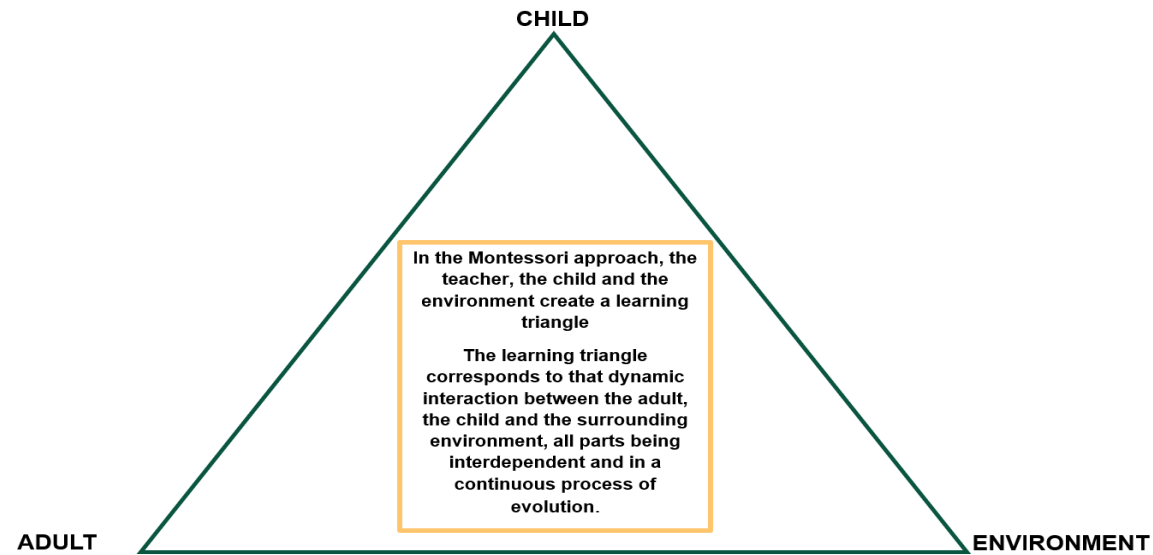 CHILD
In the Montessori approach, the
teacher, the child and the
environment create a learning
triangle
The learning triangle
corresponds to that dynamic
interaction between the adult,
the child and the surrounding
environment, all parts being
interdependent and in a
continuous process of
evolution.
ADULT
ENVIRONMENT